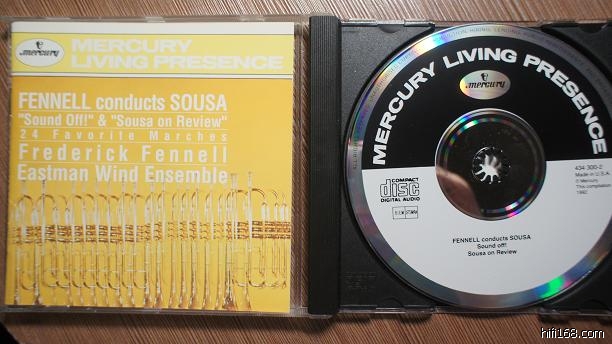 mercury
MERCURY
LIVING PRESENCE
FENNELL conducts SOUSA
"Sound Off!" & "Sousa on Review"
24 Favorite Marches
Frederick Fennell
Eastman Wind Ensemble
MERCURY LIVING PRESENCE
mercury
COMPACT
disc
DIGITAL AUDIO
434 300-2
Made in U.S.A.
This compilation
1992
FENNELL conducts SOUSA
Sound off!
Sousa on Review
hifi168.com